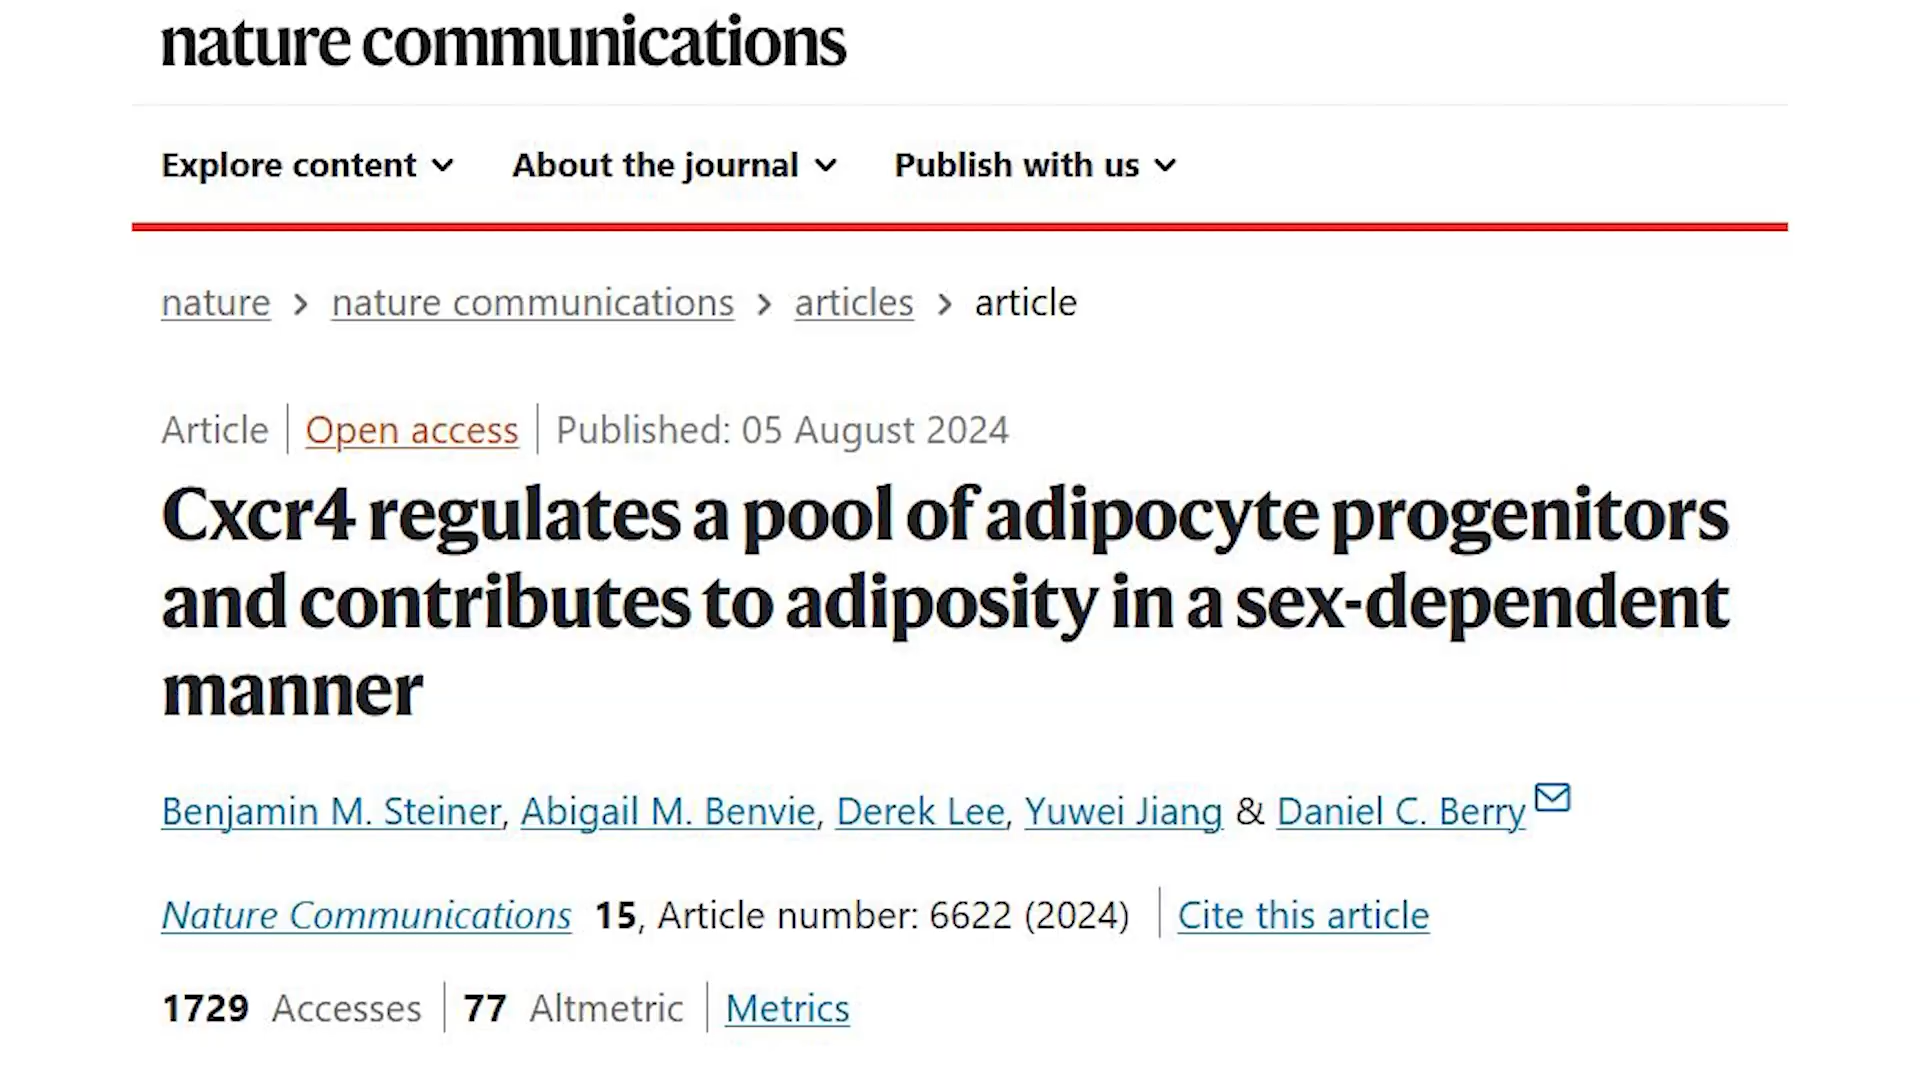 nature communications
Explore content About the journal Publish with us
nature > nature communications > articles > article
Article | Open access | Published: 05 August 2024
Cxcr4 regulates a pool of adipocyte progenitors
and contributes to adiposity in a sex-dependent
manner
Benjamin M. Steiner, Abigail M. Benvie, Derek Lee, Yuwei Jiang & Daniel C. Berry
Nature Communications 15, Article number: 6622 (2024) | Cite this article
1729 Accesses | 77 Altmetric | Metrics